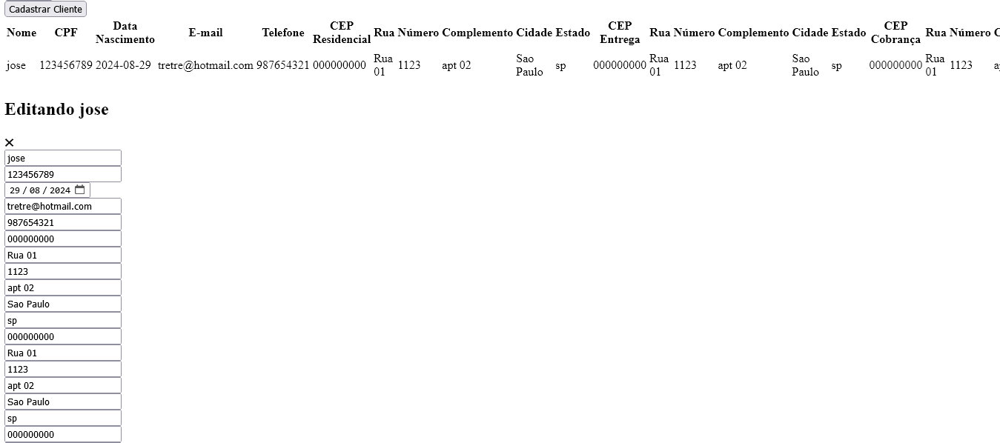 Cadastrar Cliente
Nome CPF Data Nascimento E-mail Telefone CEP Residencial Rua Número Complemento Cidade Estado CEP Entrega Rua Número Complemento Cidade Estado CEP Cobrança Rua Número C
jose 123456789 2024-08-29 tretre@hotmail.com 987654321 000000000 Rua 01 1123 apt 02 Sao Paulo sp 000000000 Rua 01 1123 apt 02 Sao Paulo sp 000000000 Rua 01 1123
Editando jose
×
jose
123456789
29 / 08 / 2024
tretre@hotmail.com
987654321
000000000
Rua 01
1123
apt 02
Sao Paulo
sp
000000000
Rua 01
1123
apt 02
Sao Paulo
sp
000000000